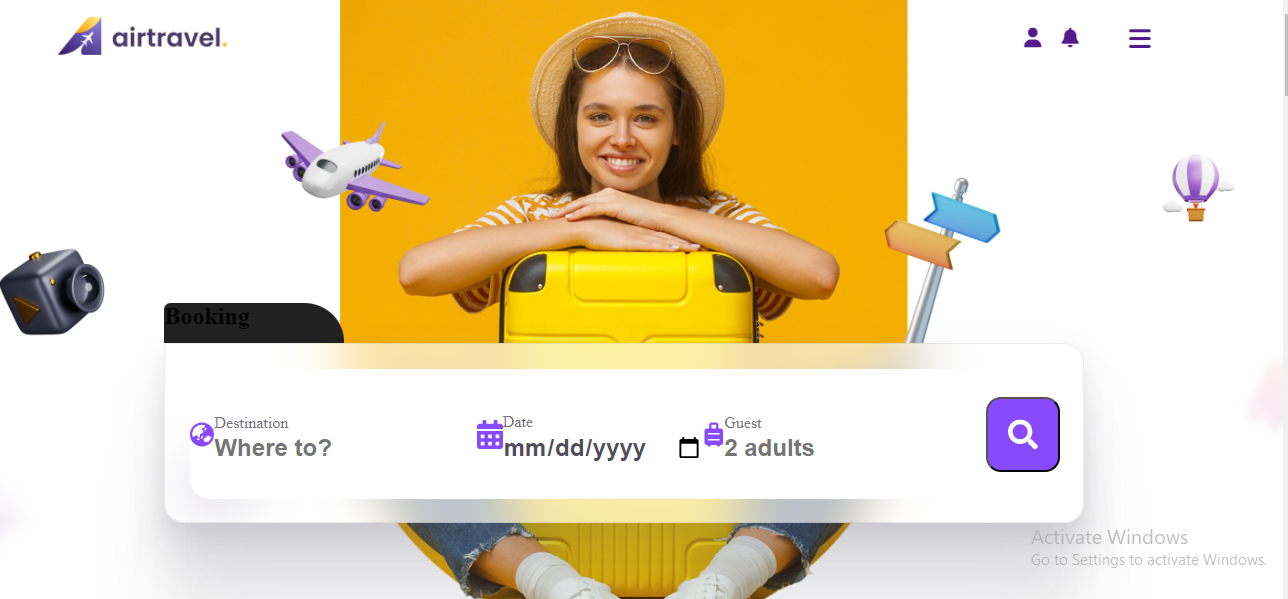 airtravel.
Booking
Destination
Where to?
Date
mm/dd/yyyy
Guest
2 adults
Activate Windows
Go to Settings to activate Windows.